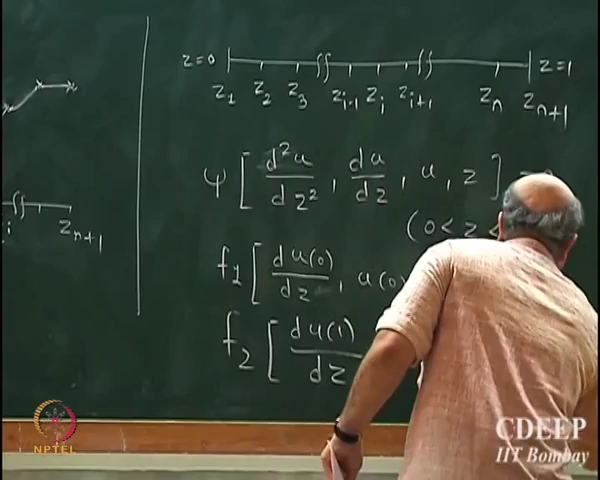 z=0 z=1
z₁ z₂ z₃ zᵢ₋₁ zᵢ zᵢ₊₁ zₙ zₙ₊₁
ψ [ d²u/dz² , du/dz , u , z ]
(0 < z <
f₁ [ du(0)/dz , u(0)
f₂ [ du(1)/dz
i zₙ₊₁
NPTEL
CDEEP
IIT Bombay